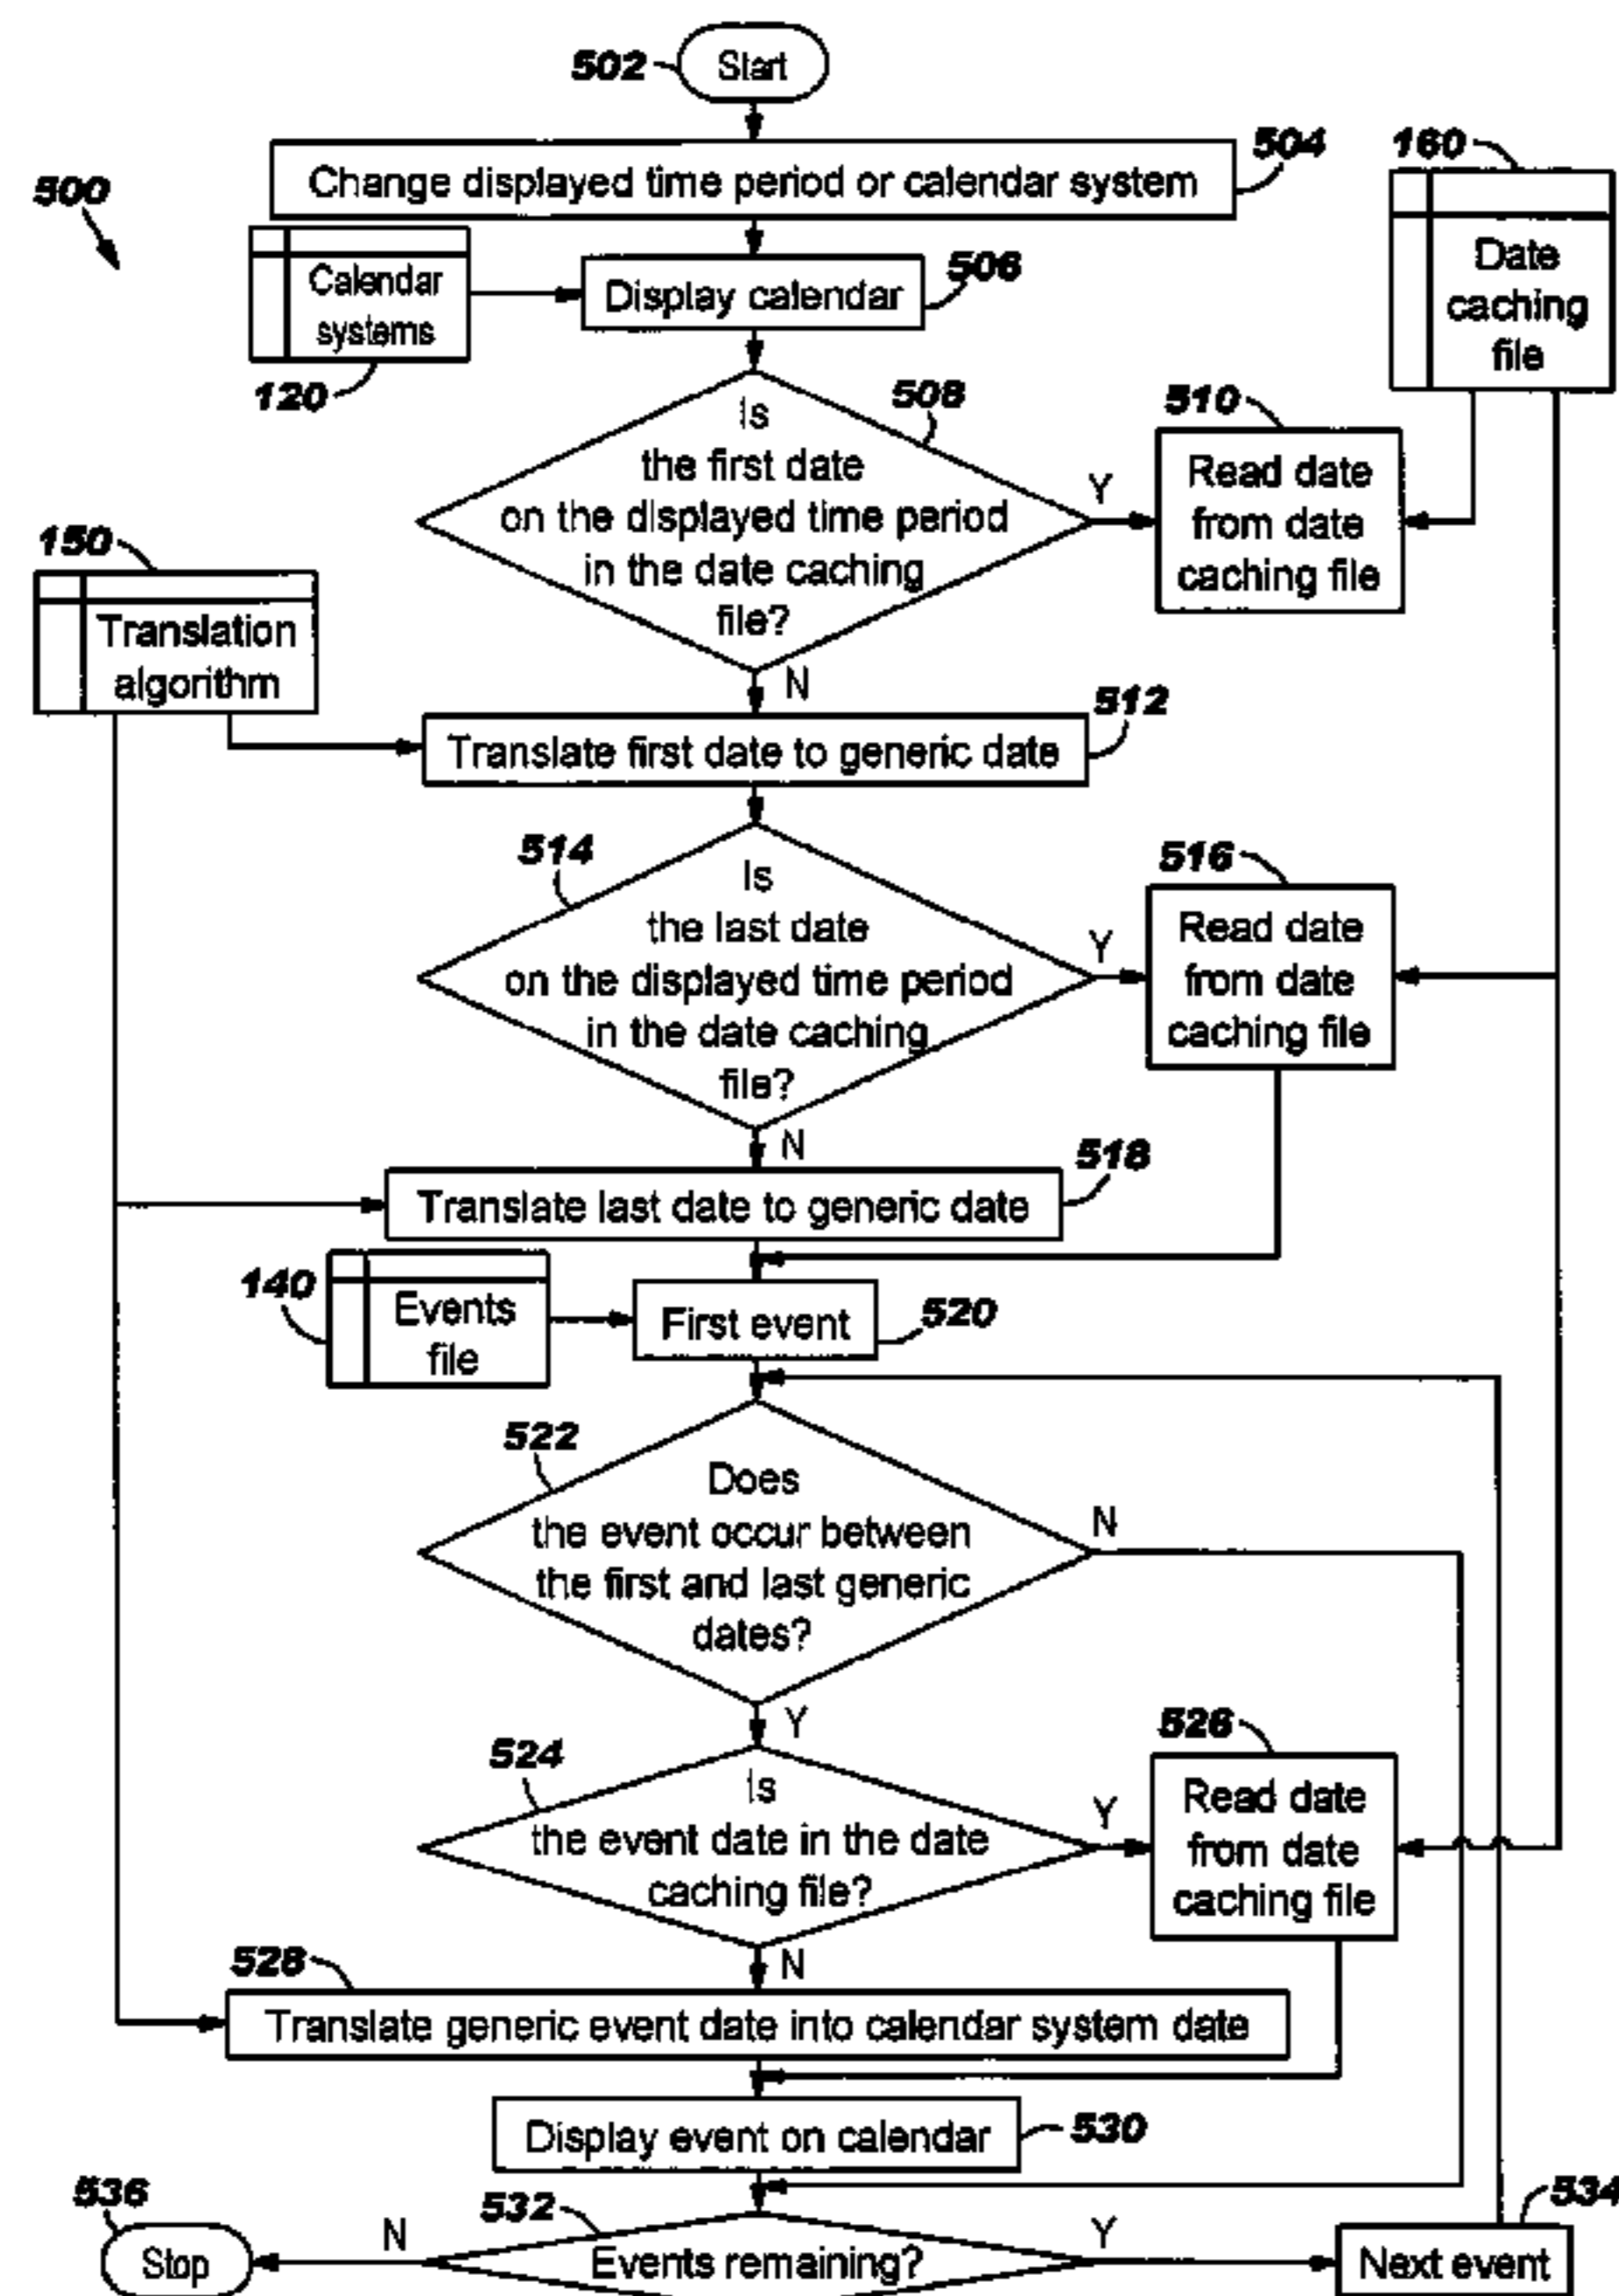 502
Start
Change displayed time period or calendar system
504
160
500
Calendar
systems
120
Display calendar
506
Date
caching
file
Is
the first date
on the displayed time period
in the date caching
file?
508
Y
510
Read date
from date
caching file
150
Translation
algorithm
N
Translate first date to generic date
512
514
Is
the last date
on the displayed time period
in the date caching
file?
Y
516
Read date
from date
caching file
N
Translate last date to generic date
518
140
Events
file
First event
520
522
Does
the event occur between
the first and last generic
dates?
N
Y
524
Is
the event date in the date
caching file?
Y
526
Read date
from date
caching file
N
528
Translate generic event date into calendar system date
Display event on calendar
530
536
Stop
N
532
Events remaining?
Y
534
Next event